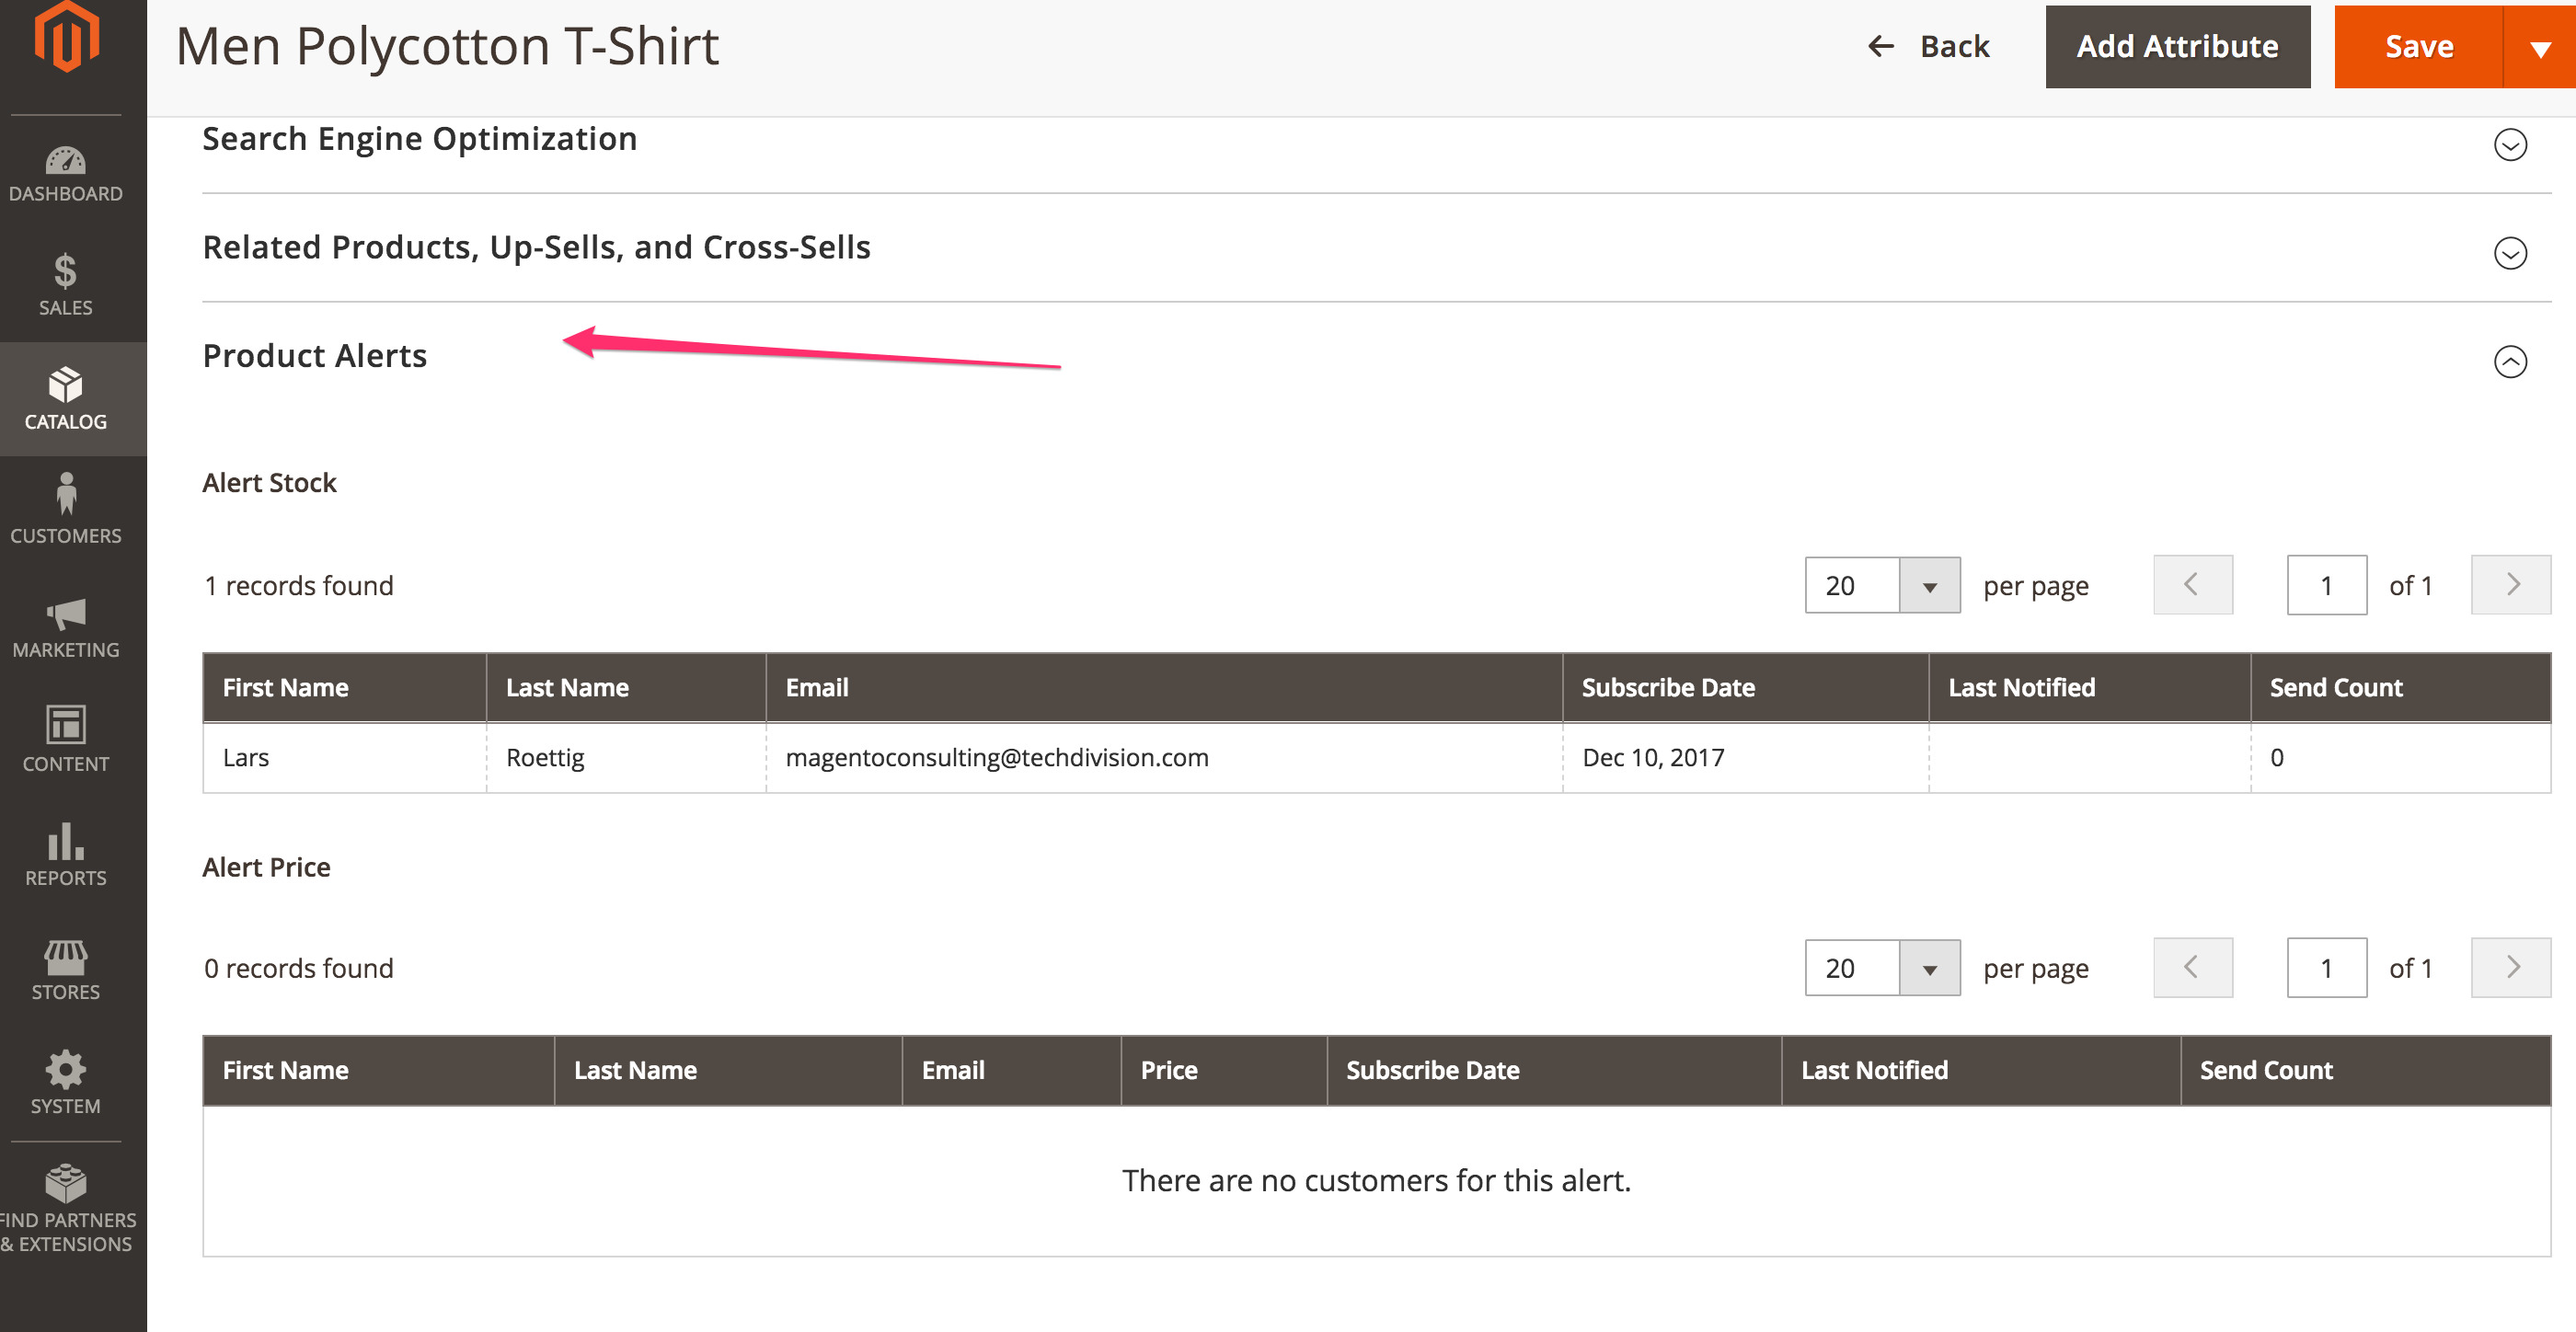 Men Polycotton T-Shirt
Back
Add Attribute
Save
DASHBOARD
SALES
CATALOG
CUSTOMERS
MARKETING
CONTENT
REPORTS
STORES
SYSTEM
FIND PARTNERS
& EXTENSIONS
Search Engine Optimization
Related Products, Up-Sells, and Cross-Sells
Product Alerts
Alert Stock
1 records found
20 per page 1 of 1
First Name Last Name Email Subscribe Date Last Notified Send Count
Lars Roettig magentoconsulting@techdivision.com Dec 10, 2017 0
Alert Price
0 records found
20 per page 1 of 1
First Name Last Name Email Price Subscribe Date Last Notified Send Count
There are no customers for this alert.